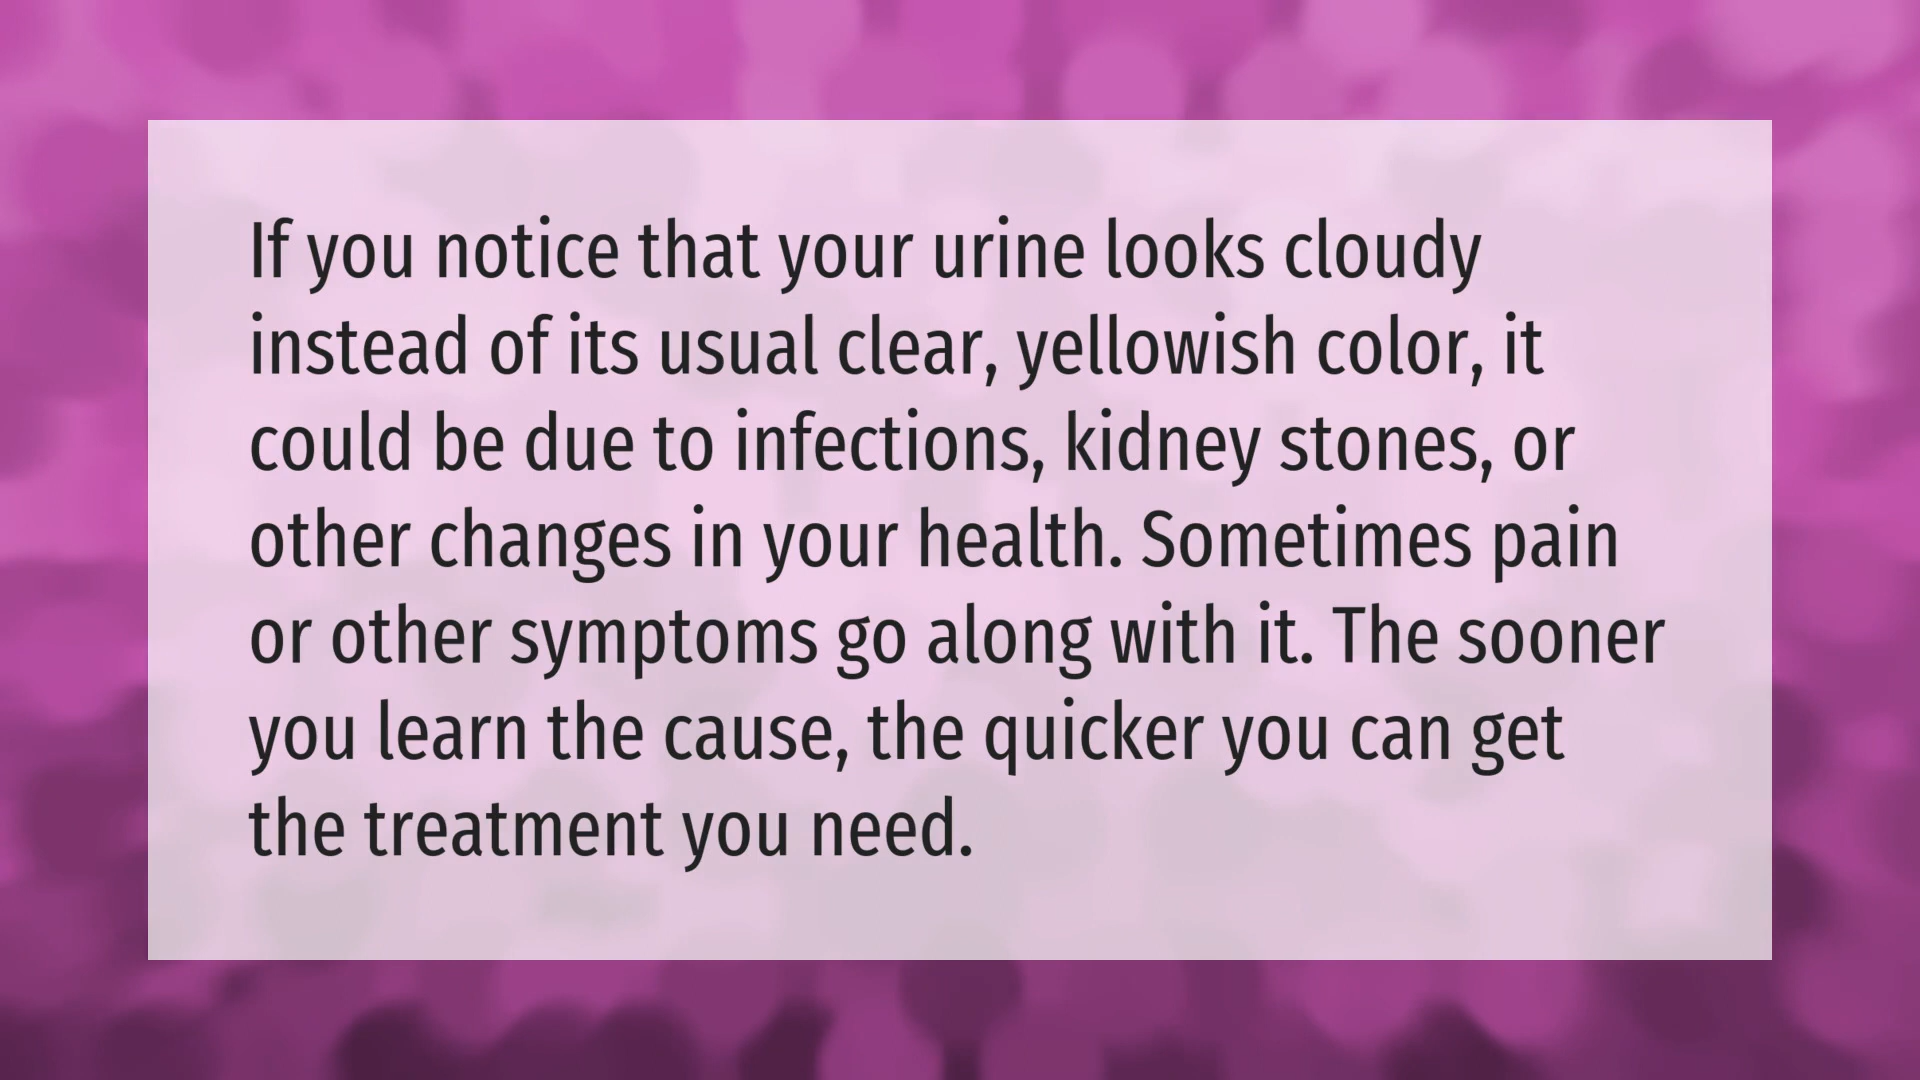 If you notice that your urine looks cloudy
instead of its usual clear, yellowish color, it
could be due to infections, kidney stones, or
other changes in your health. Sometimes pain
or other symptoms go along with it. The sooner
you learn the cause, the quicker you can get
the treatment you need.